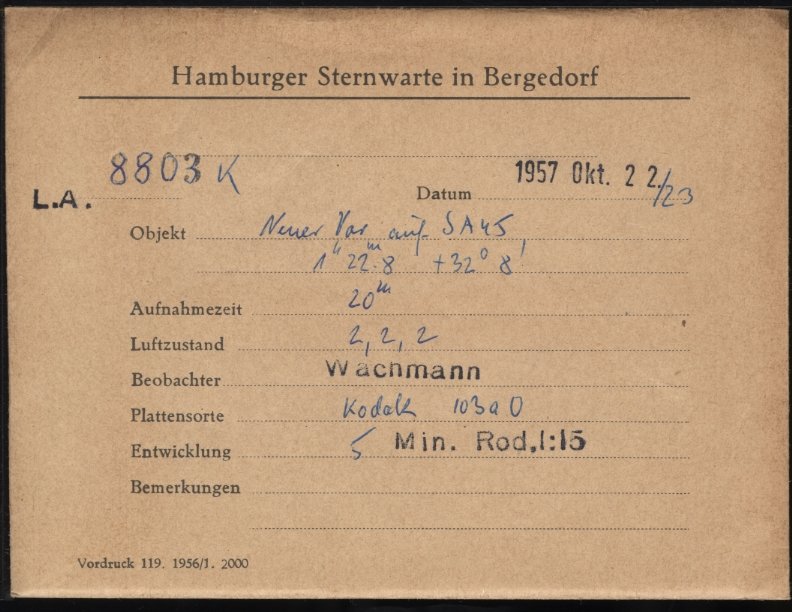 Hamburger Sternwarte in Bergedorf
8803 K
L.A.
1957 Okt. 22./23
Datum
Objekt Neuer Var auf SA45,
1ʰ 22ᵐ.8 +32° 8'
Aufnahmezeit 20ᵐ
Luftzustand 2, 2, 2
Beobachter Wachmann
Plattensorte Kodak 103a O
Entwicklung 5 Min. Rod.1:15
Bemerkungen
Vordruck 119. 1956/1. 2000